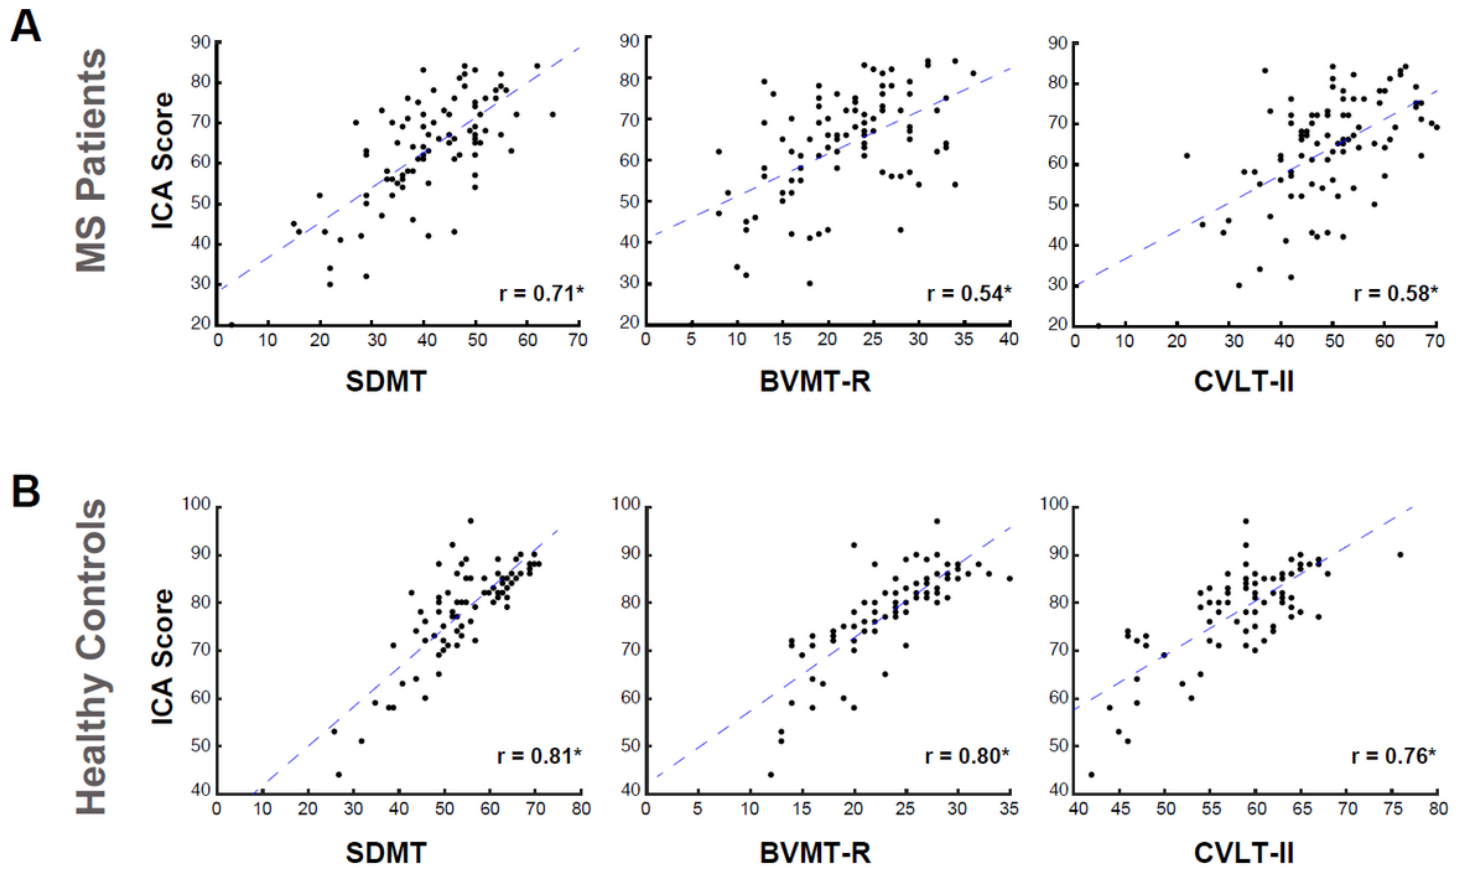 A
MS Patients
ICA Score
90
80
70
60
50
40
30
20
0 10 20 30 40 50 60 70
r = 0.71*
SDMT
90
80
70
60
50
40
30
20
0 5 10 15 20 25 30 35 40
r = 0.54*
BVMT-R
90
80
70
60
50
40
30
20
0 10 20 30 40 50 60 70
r = 0.58*
CVLT-II
B
Healthy Controls
ICA Score
100
90
80
70
60
50
40
0 10 20 30 40 50 60 70 80
r = 0.81*
SDMT
100
90
80
70
60
50
40
0 5 10 15 20 25 30 35
r = 0.80*
BVMT-R
100
90
80
70
60
50
40
40 45 50 55 60 65 70 75 80
r = 0.76*
CVLT-II